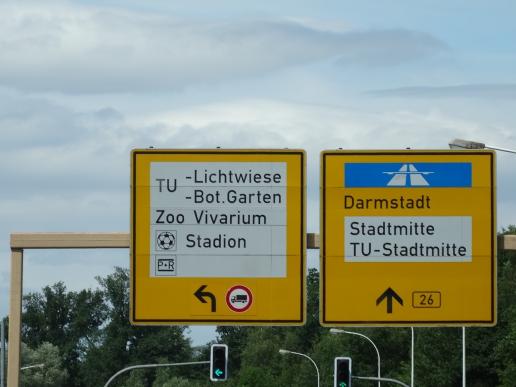 TU -Lichtwiese
-Bot.Garten
Zoo Vivarium
Stadion
P+R
Darmstadt
Stadtmitte
TU-Stadtmitte
26